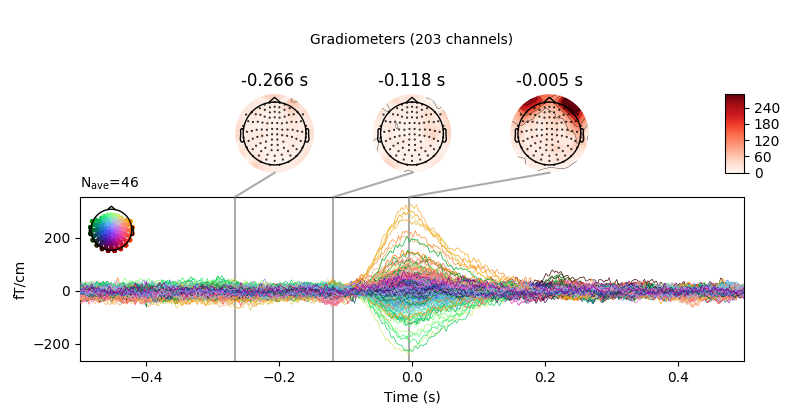 Gradiometers (203 channels)
-0.266 s -0.118 s -0.005 s
240
180
120
60
0
Nave=46
200
0
−200
fT/cm
−0.4 −0.2 0.0 0.2 0.4
Time (s)